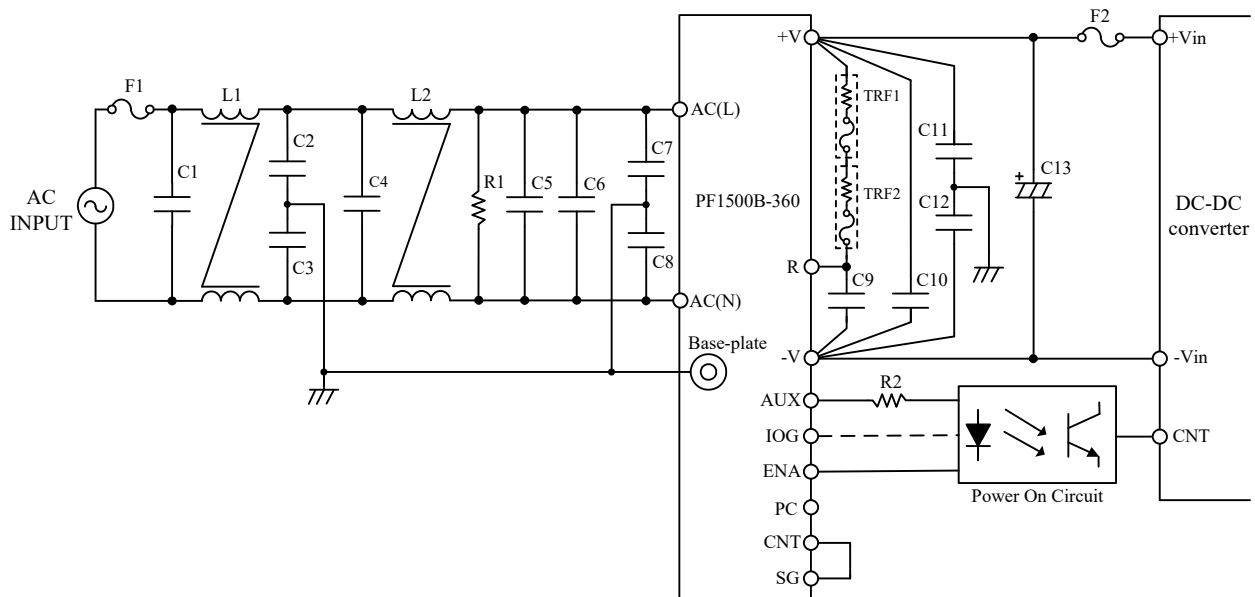 F2
+V
+Vin
F1
L1
L2
TRF1
AC(L)
C2
C7
C11
C1
C13
C4
R1
C5
C6
TRF2
PF1500B-360
C12
AC
INPUT
DC-DC
converter
C3
C8
R
C9
C10
AC(N)
Base-plate
-V
-Vin
AUX
R2
IOG
CNT
ENA
Power On Circuit
PC
CNT
SG
+